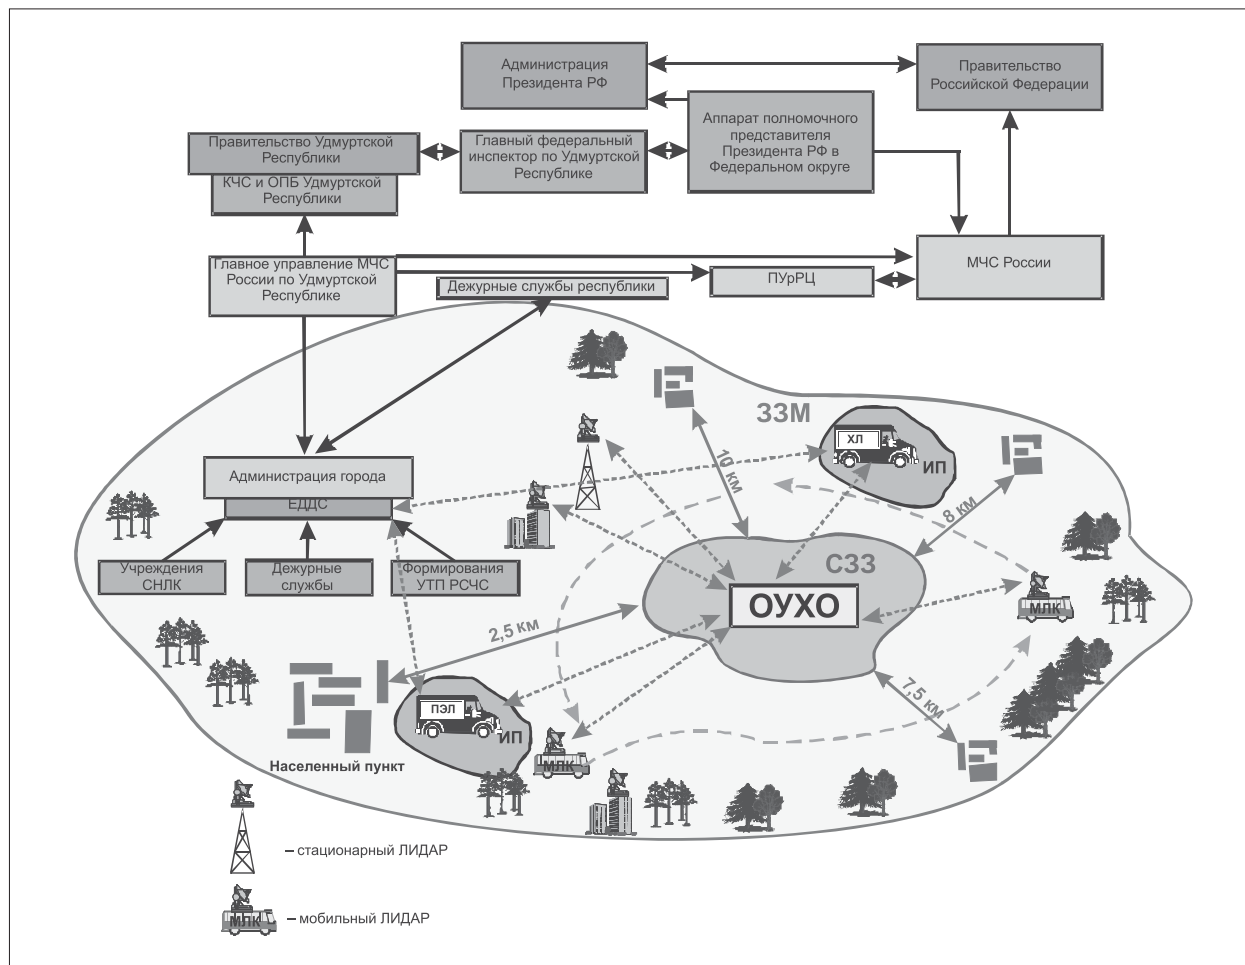 Администрация
Президента РФ
Правительство
Российской Федерации
Аппарат полномочного
представителя
Президента РФ в
Федеральном округе
Правительство Удмуртской
Республики
Главный федеральный
инспектор по Удмуртской
Республике
КЧС и ОПБ Удмуртской
Республики
Главное управление МЧС
России по Удмуртской
Республике
МЧС России
ПУрРЦ
Дежурные службы республики
ЗЗМ
ХЛ
ИП
10 км
8 км
Администрация города
ЕДДС
Учреждения
СНЛК
Дежурные
службы
Формирования
УТП РСЧС
СЗЗ
ОУХО
МЛК
2,5 км
7,5 км
ПЭЛ
ИП
МЛК
Населенный пункт
– стационарный ЛИДАР
МЛК
– мобильный ЛИДАР